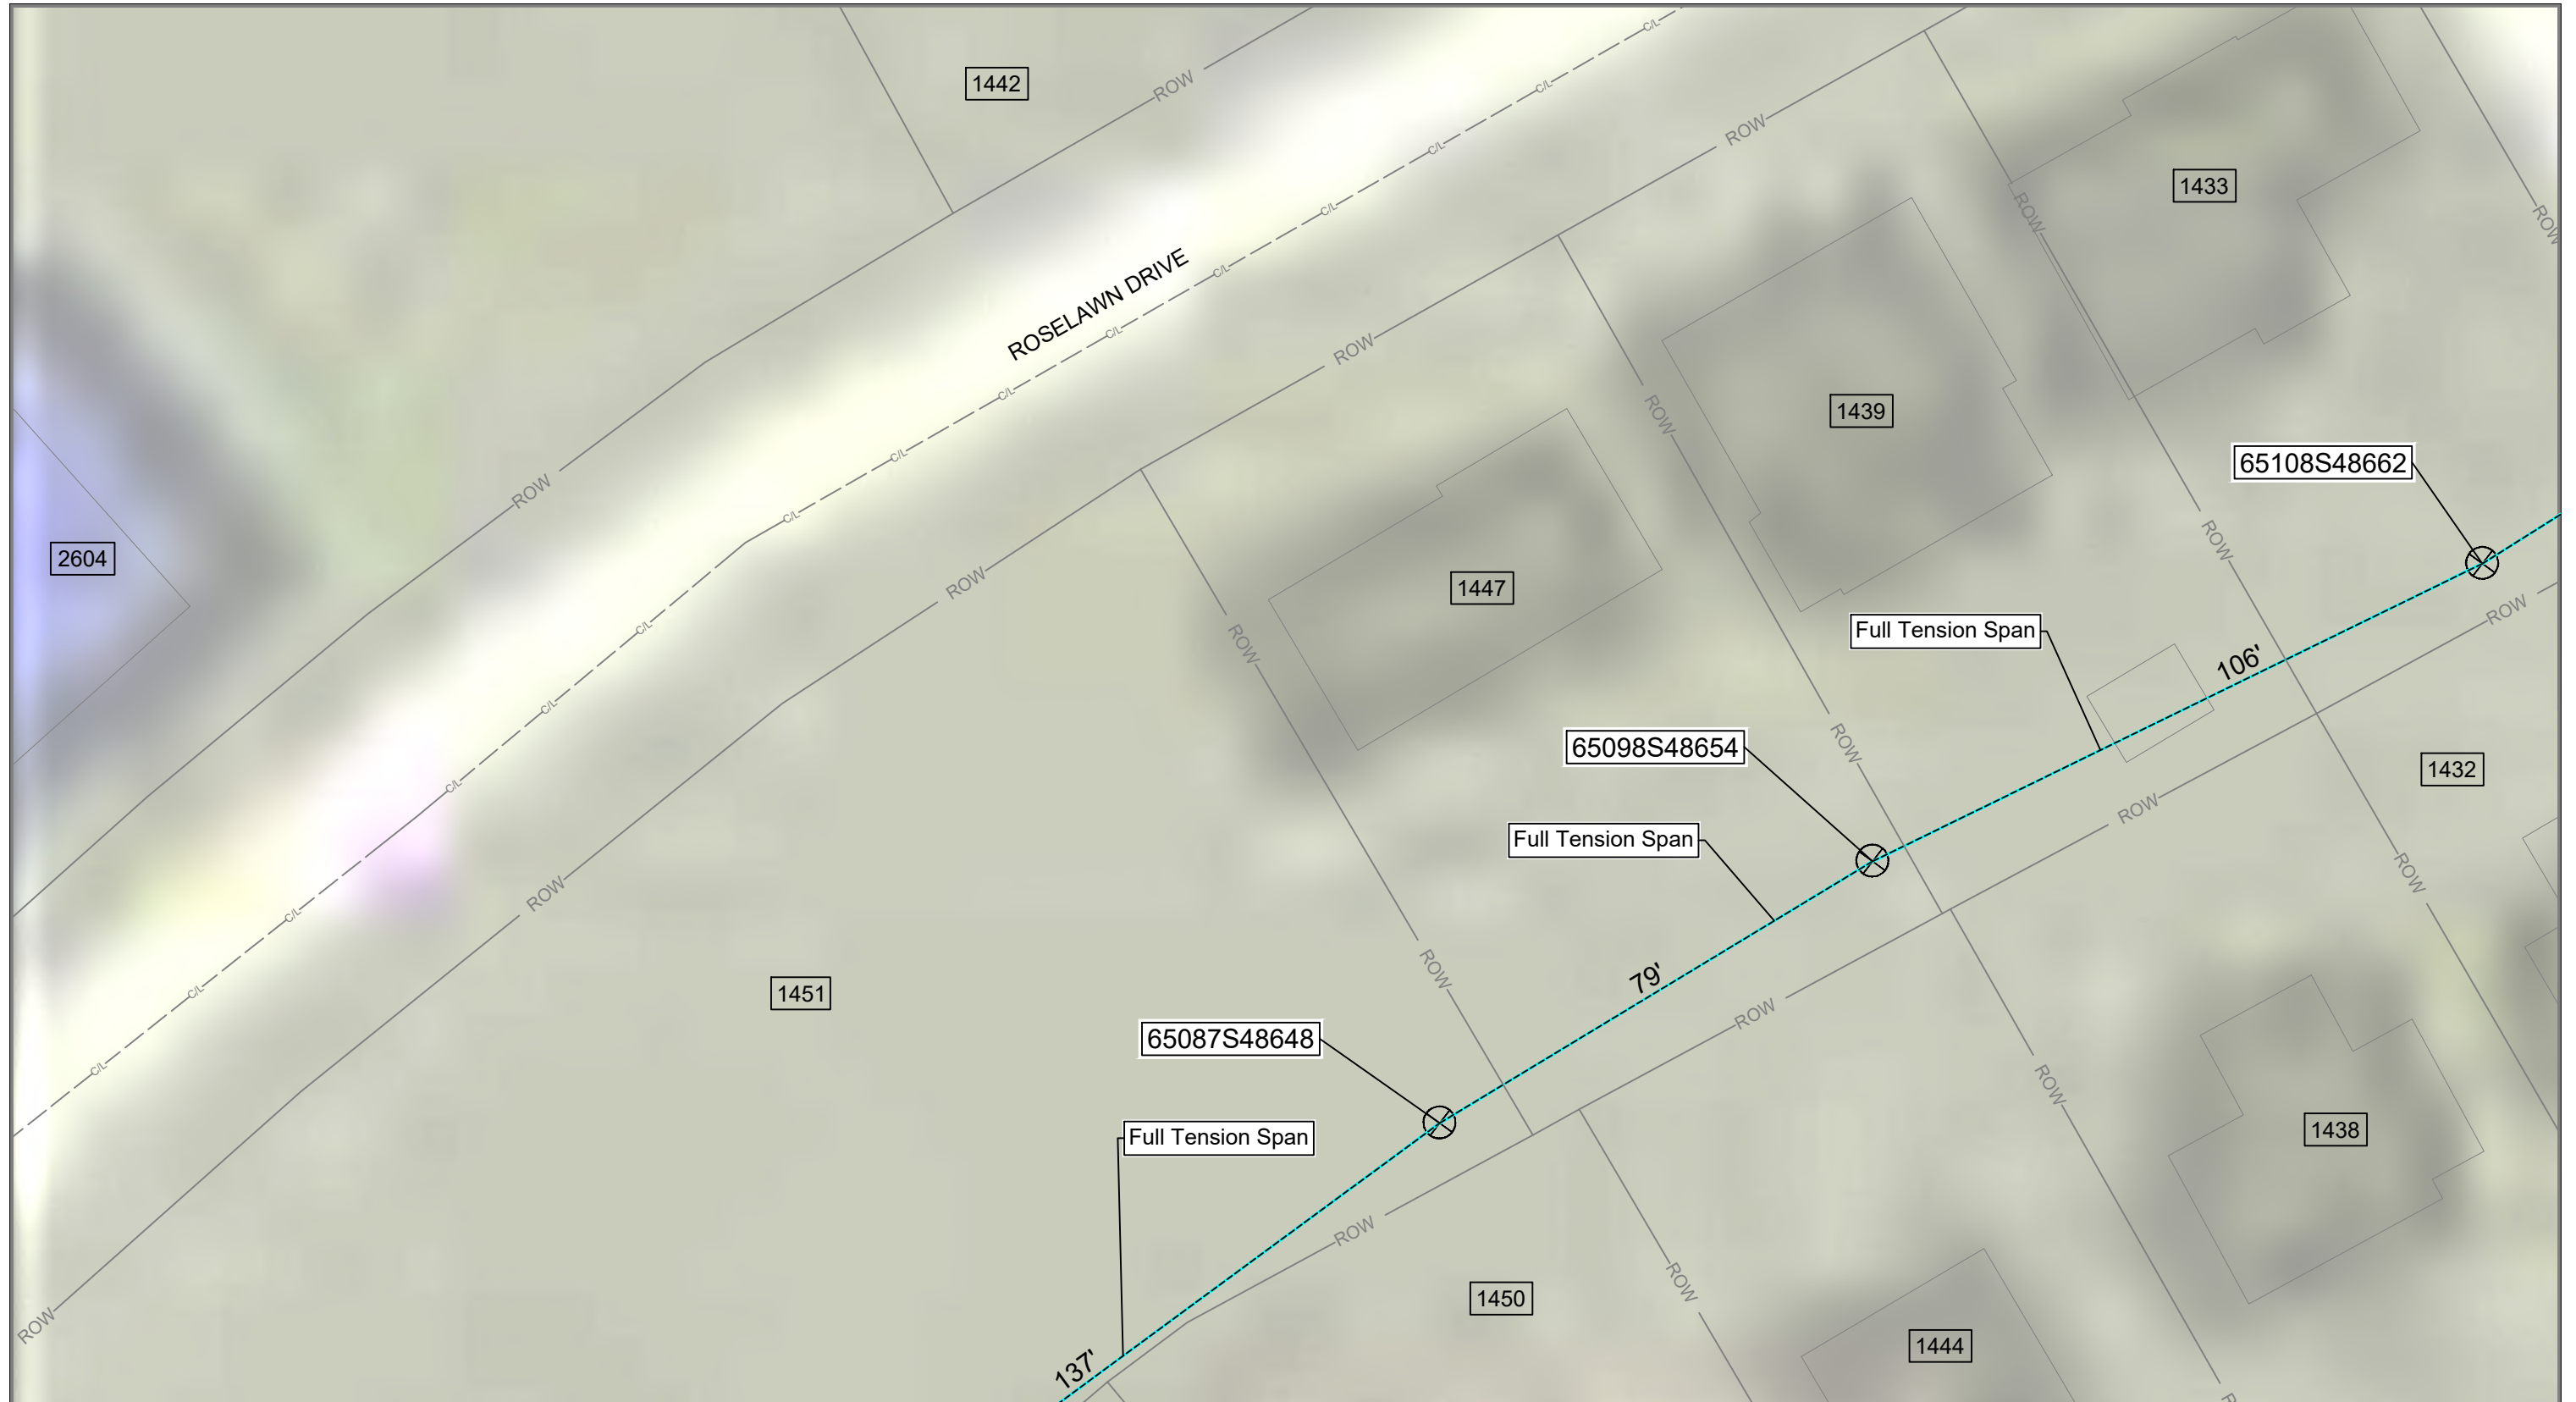 1442
ROW
C/L
C/L
ROW
1433
C/L
C/L
ROW
ROW
C/L
ROSELAWN DRIVE
C/L
ROW
C/L
ROW
1439
C/L
65108S48662
ROW
C/L
ROW
2604
ROW
1447
ROW
C/L
ROW
Full Tension Span
106'
C/L
65098S48654
ROW
1432
C/L
ROW
Full Tension Span
ROW
ROW
C/L
79'
ROW
C/L
1451
ROW
65087S48648
C/L
ROW
Full Tension Span
1438
ROW
ROW
1450
ROW
1444
137'